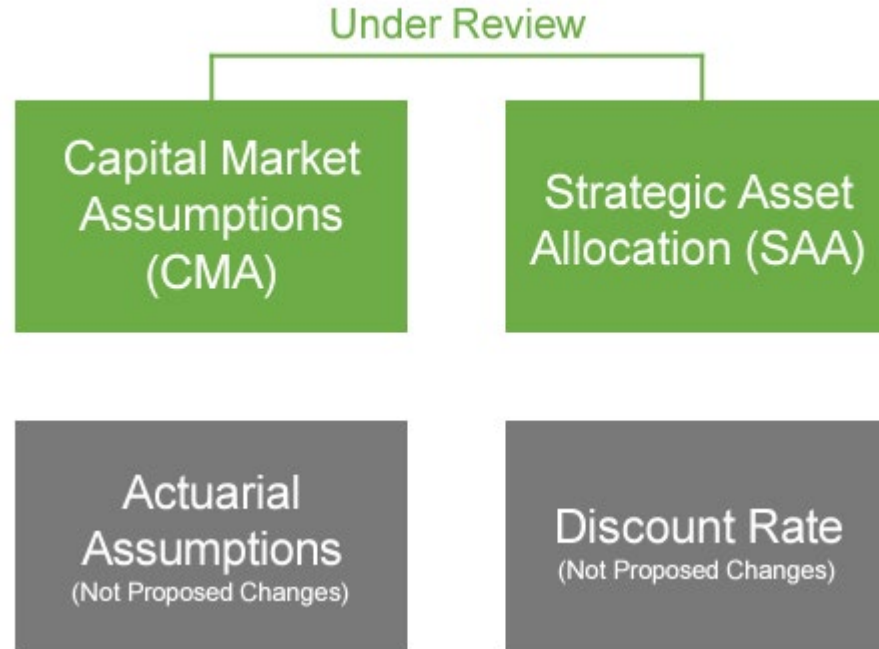 Under Review
Capital Market
Assumptions
(CMA)
Strategic Asset
Allocation (SAA)
Actuarial
Assumptions
(Not Proposed Changes)
Discount Rate
(Not Proposed Changes)